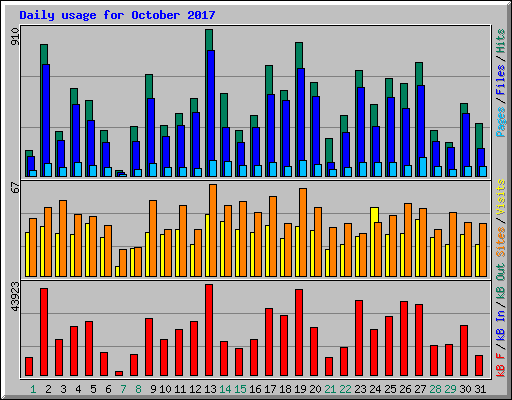 Daily usage for October 2017
910
67
43923
Pages / Files / Hits
Sites / Visits
kB F / kB In / kB Out
1 2 3 4 5 6 7 8 9 10 11 12 13 14 15 16 17 18 19 20 21 22 23 24 25 26 27 28 29 30 31